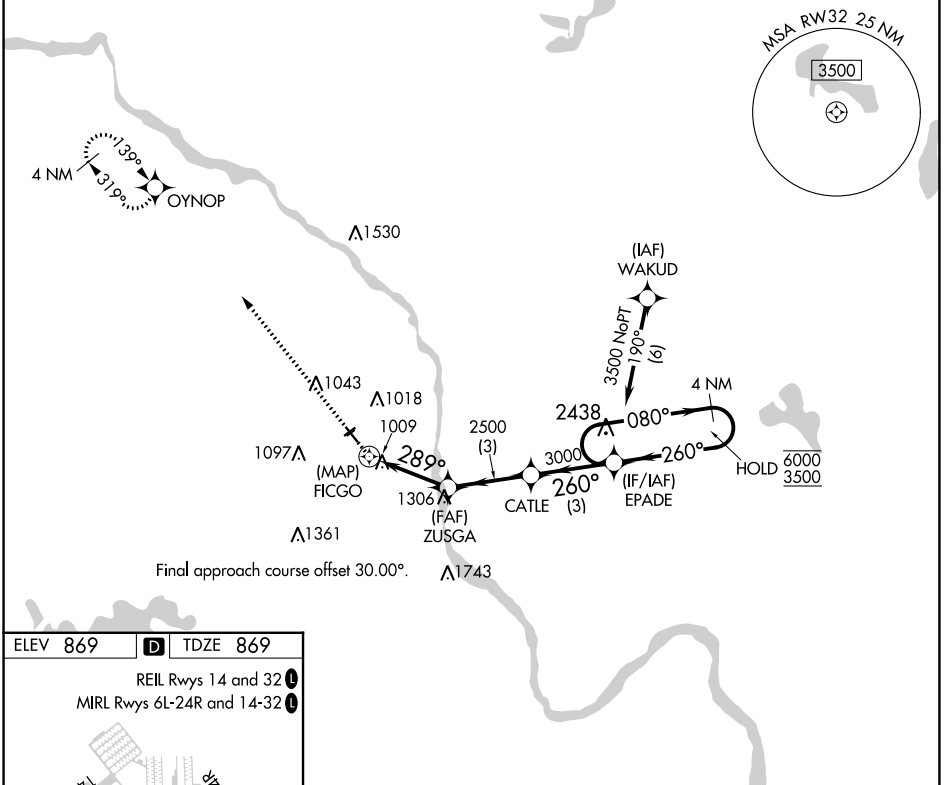 MSA RW32 25 NM
3500
139°
4 NM
319°
OYNOP
1530
(IAF)
WAKUD
3500 NoPT
190°
(6)
1043
1018
4 NM
2438
080°
1009
2500
(3)
1097
289°
3000
260°
HOLD
6000
3500
(MAP)
FICGO
1306
260°
(3)
CATLE
(IF/IAF)
EPADE
(FAF)
ZUSGA
1361
Final approach course offset 30.00°.
1743
ELEV 869 D TDZE 869
REIL Rwys 14 and 32 L
MIRL Rwys 6L-24R and 14-32 L